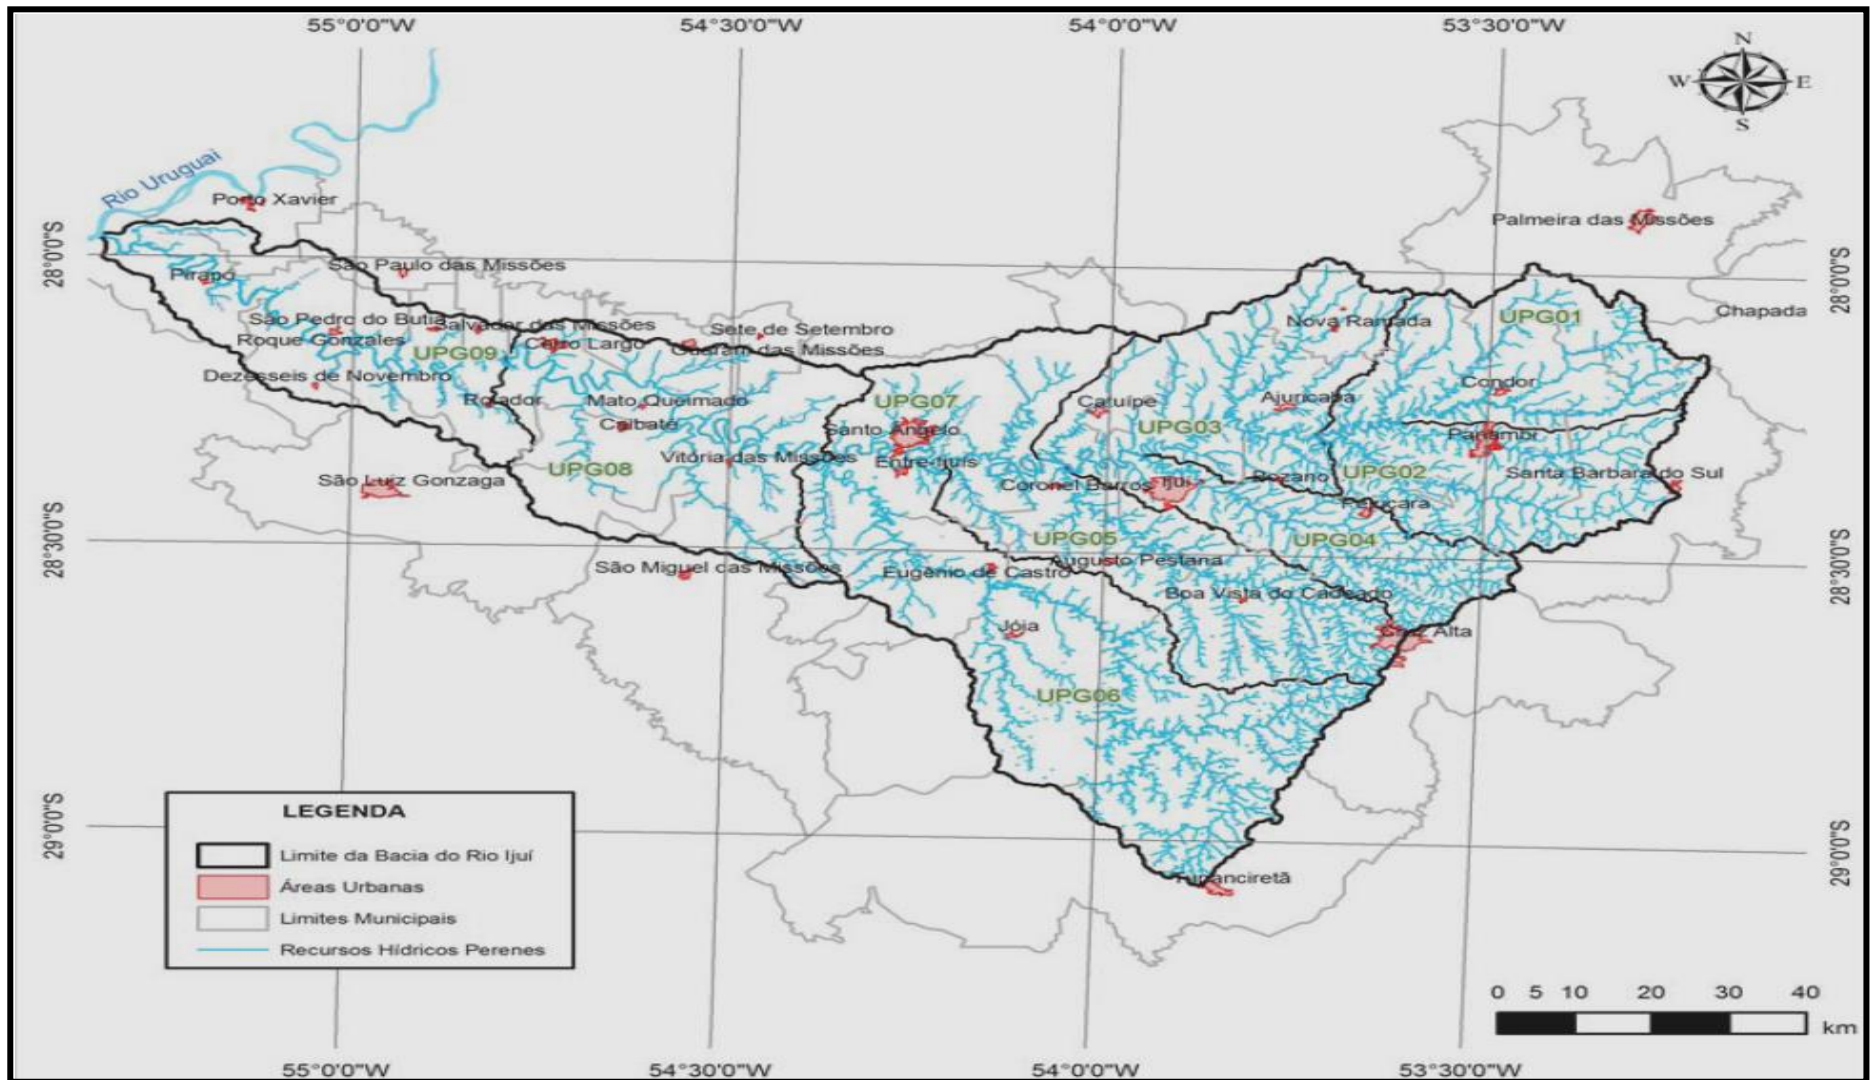 55°0'0"W
54°30'0"W
54°0'0"W
53°30'0"W
N
W
E
S
Rio Uruguai
Porto Xavier
Palmeira das Missões
28°0'0"S
28°0'0"S
São Paulo das Missões
Pirapó
Chapada
UPG01
São Pedro do Butiá
Salvador das Missões
Sete de Setembro
Nova Ramada
Roque Gonzales
UPG09
Cerro Largo
Guarani das Missões
Dezesseis de Novembro
Condor
Rolador
Mato Queimado
UPG07
Catuípe
Ajuricaba
Caibaté
Santo Ângelo
UPG03
Panambi
Vitória das Missões
Entre-Ijuís
UPG08
UPG02
Santa Bárbara do Sul
São Luiz Gonzaga
Coronel Barros
Ijuí
Bozano
Pejuçara
28°30'0"S
28°30'0"S
UPG05
UPG04
São Miguel das Missões
Eugênio de Castro
Augusto Pestana
Boa Vista do Cadeado
Jóia
Cruz Alta
UPG06
29°0'0"S
29°0'0"S
Tupanciretã
LEGENDA
Limite da Bacia do Rio Ijuí
Áreas Urbanas
Limites Municipais
Recursos Hídricos Perenes
0 5 10 20 30 40
km
55°0'0"W
54°30'0"W
54°0'0"W
53°30'0"W